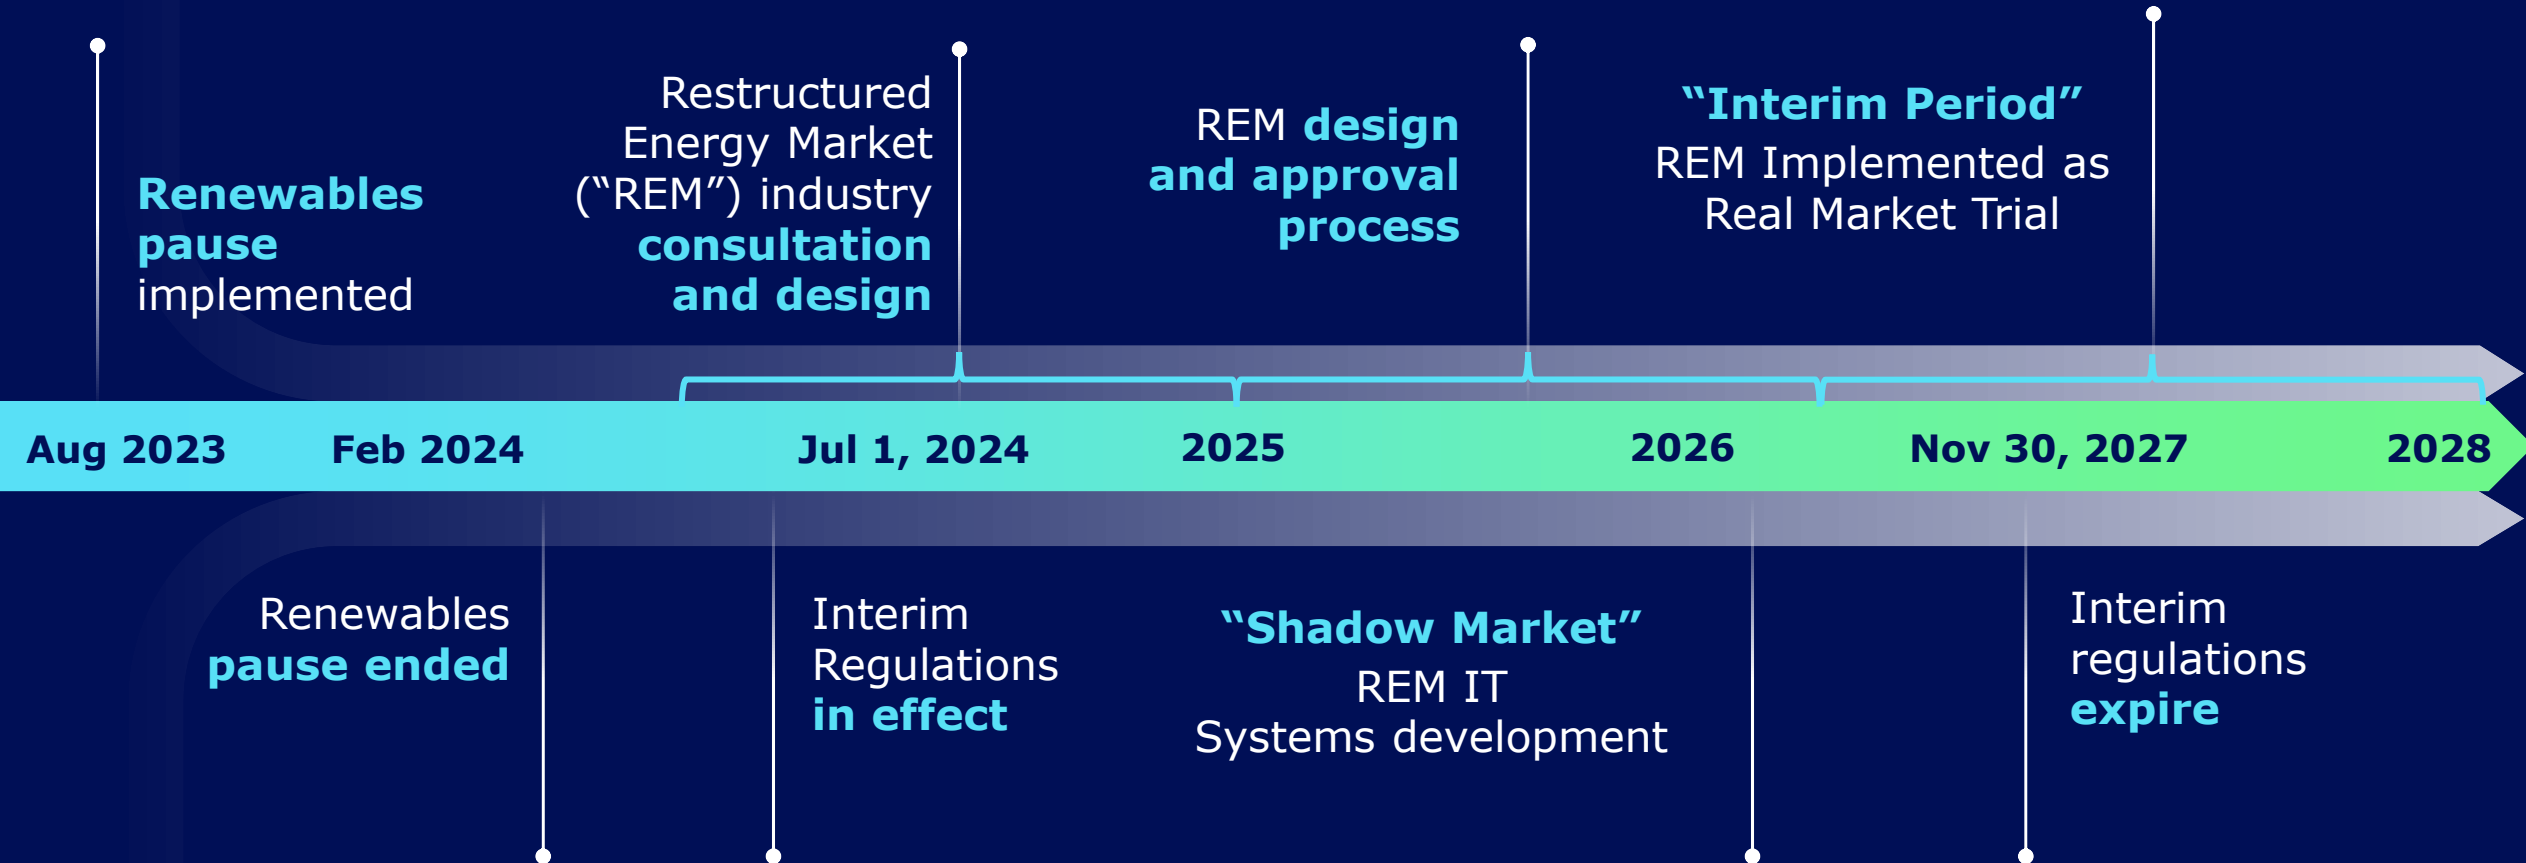 Renewables
pause
implemented
Restructured
Energy Market
(“REM”) industry
consultation
and design
REM design
and approval
process
“Interim Period”
REM Implemented as
Real Market Trial
Aug 2023
Feb 2024
Jul 1, 2024
2025
2026
Nov 30, 2027
2028
Renewables
pause ended
Interim
Regulations
in effect
“Shadow Market”
REM IT
Systems development
Interim
regulations
expire